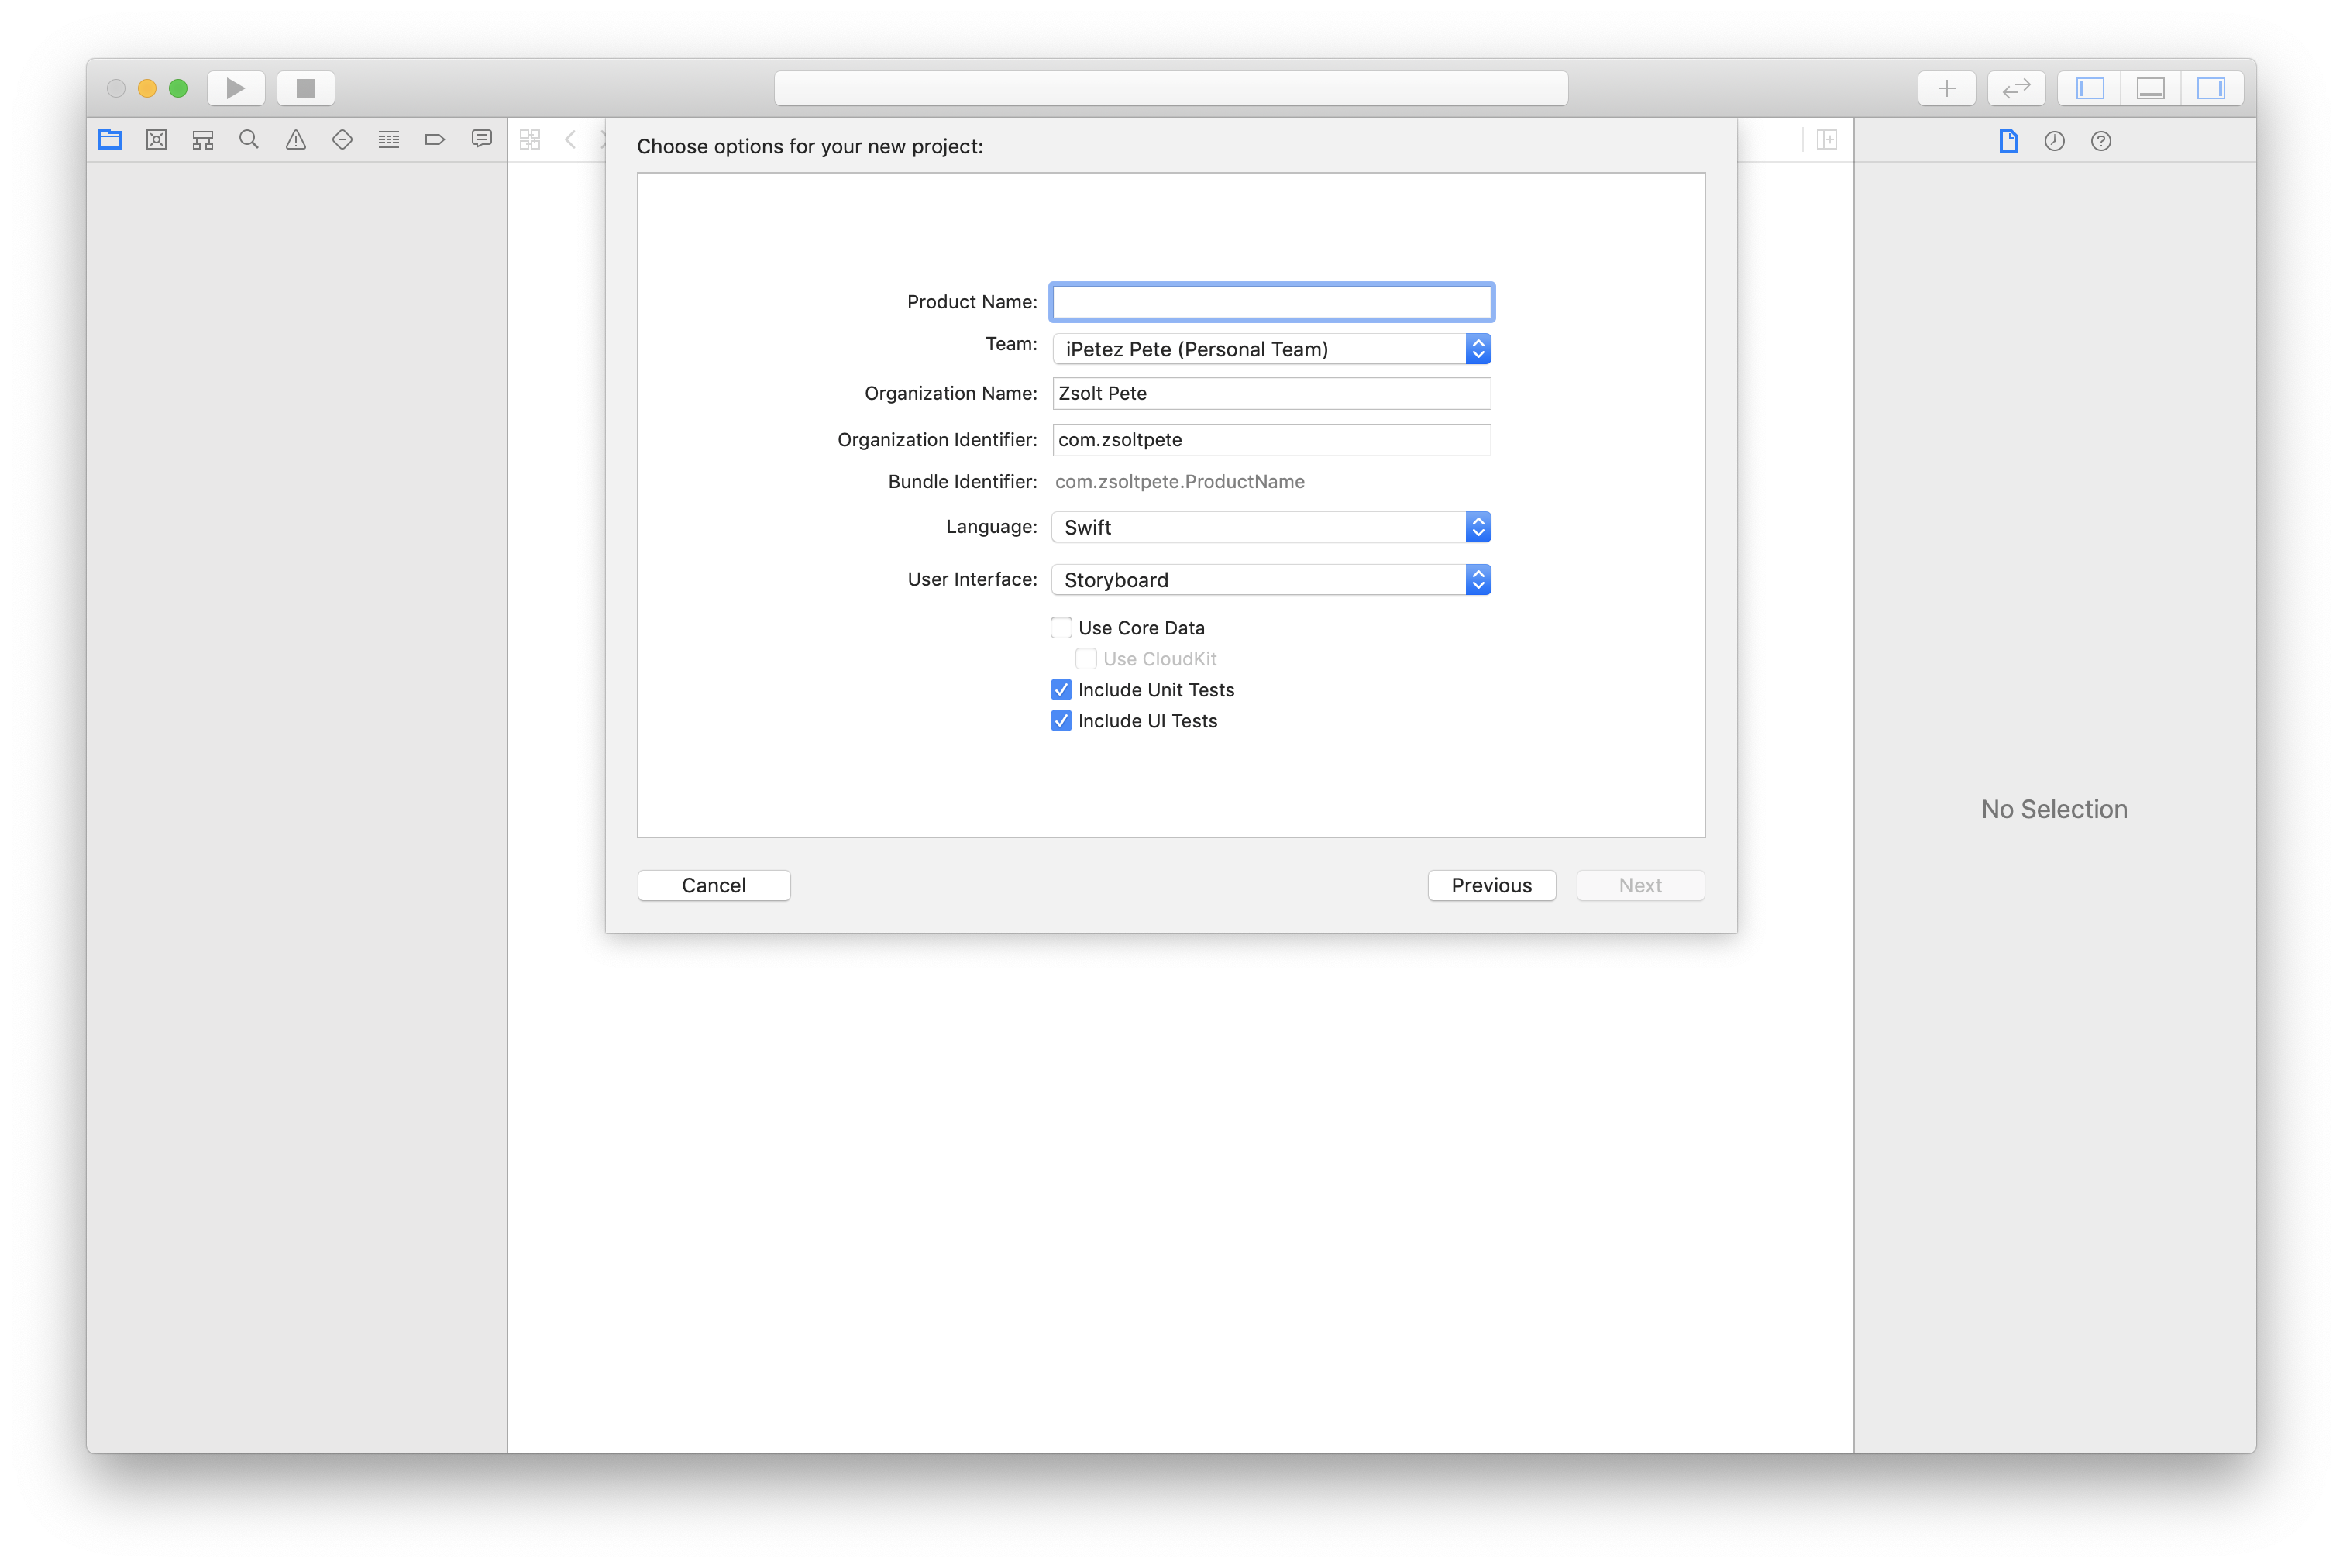 Choose options for your new project:
Product Name:
Team: iPetez Pete (Personal Team)
Organization Name: Zsolt Pete
Organization Identifier: com.zsoltpete
Bundle Identifier: com.zsoltpete.ProductName
Language: Swift
User Interface: Storyboard
Use Core Data
Use CloudKit
Include Unit Tests
Include UI Tests
No Selection
Cancel Previous Next